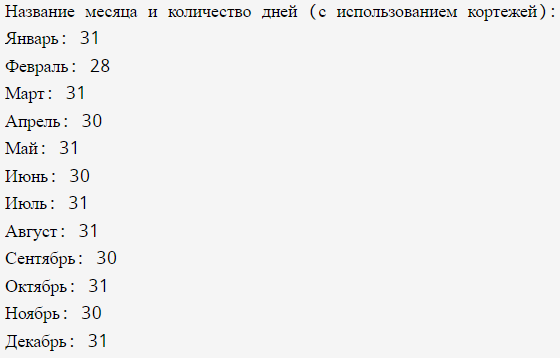 Название месяца и количество дней (с использованием кортежей):
Январь: 31
Февраль: 28
Март: 31
Апрель: 30
Май: 31
Июнь: 30
Июль: 31
Август: 31
Сентябрь: 30
Октябрь: 31
Ноябрь: 30
Декабрь: 31